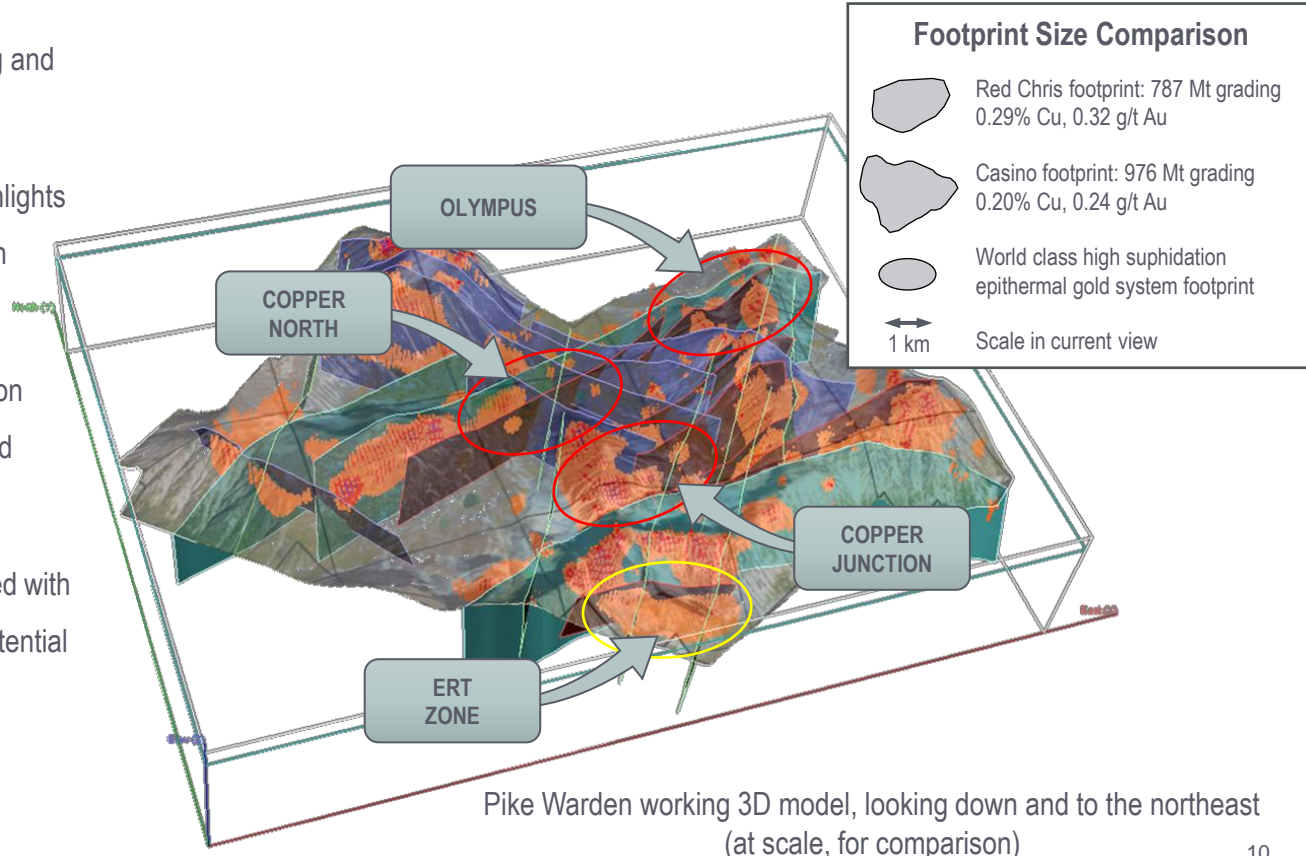 g and
hlights
n
on
d
ed with
tential
Footprint Size Comparison
Red Chris footprint: 787 Mt grading
0.29% Cu, 0.32 g/t Au
Casino footprint: 976 Mt grading
0.20% Cu, 0.24 g/t Au
World class high suphidation
epithermal gold system footprint
1 km
Scale in current view
OLYMPUS
COPPER
NORTH
COPPER
JUNCTION
ERT
ZONE
Pike Warden working 3D model, looking down and to the northeast
(at scale, for comparison)
10